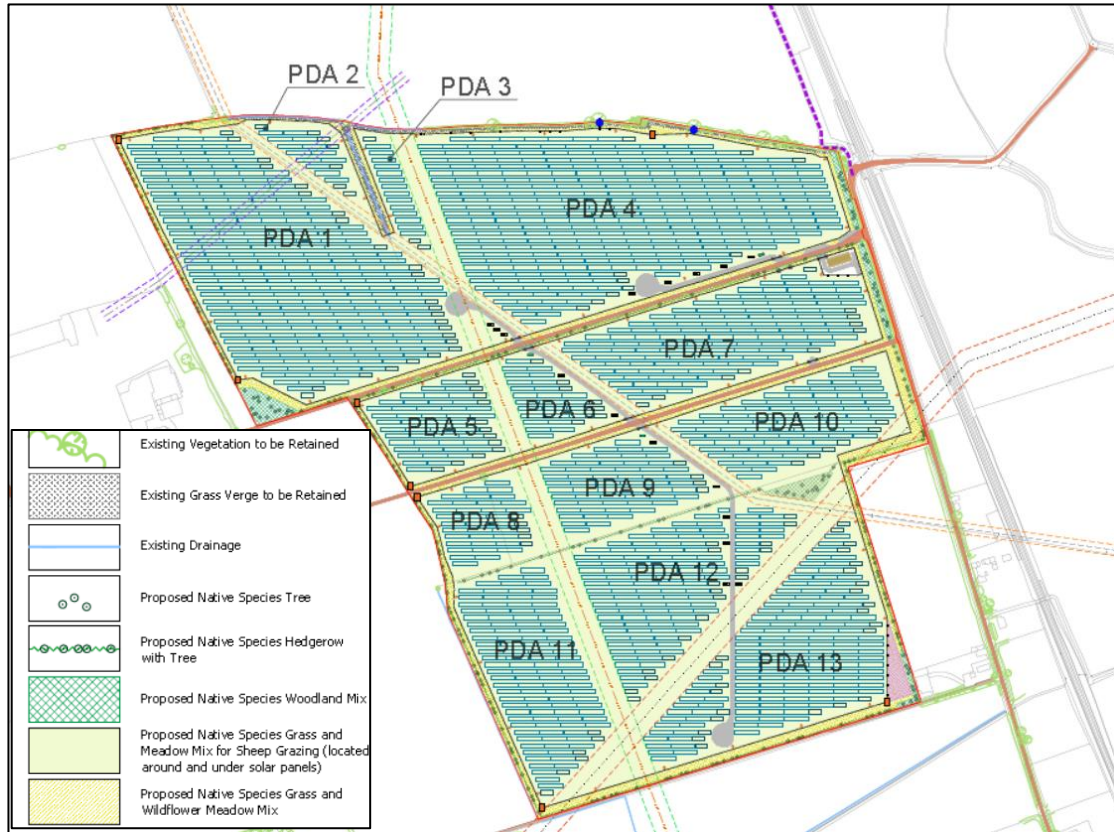 PDA 2
PDA 3
PDA 4
PDA 1
PDA 7
PDA 6
PDA 5
PDA 10
PDA 9
PDA 8
PDA 12
PDA 11
PDA 13
Existing Vegetation to be Retained
Existing Grass Verge to be Retained
Existing Drainage
Proposed Native Species Tree
Proposed Native Species Hedgerow
with Tree
Proposed Native Species Woodland Mix
Proposed Native Species Grass and
Meadow Mix for Sheep Grazing (located
around and under solar panels)
Proposed Native Species Grass and
Wildflower Meadow Mix